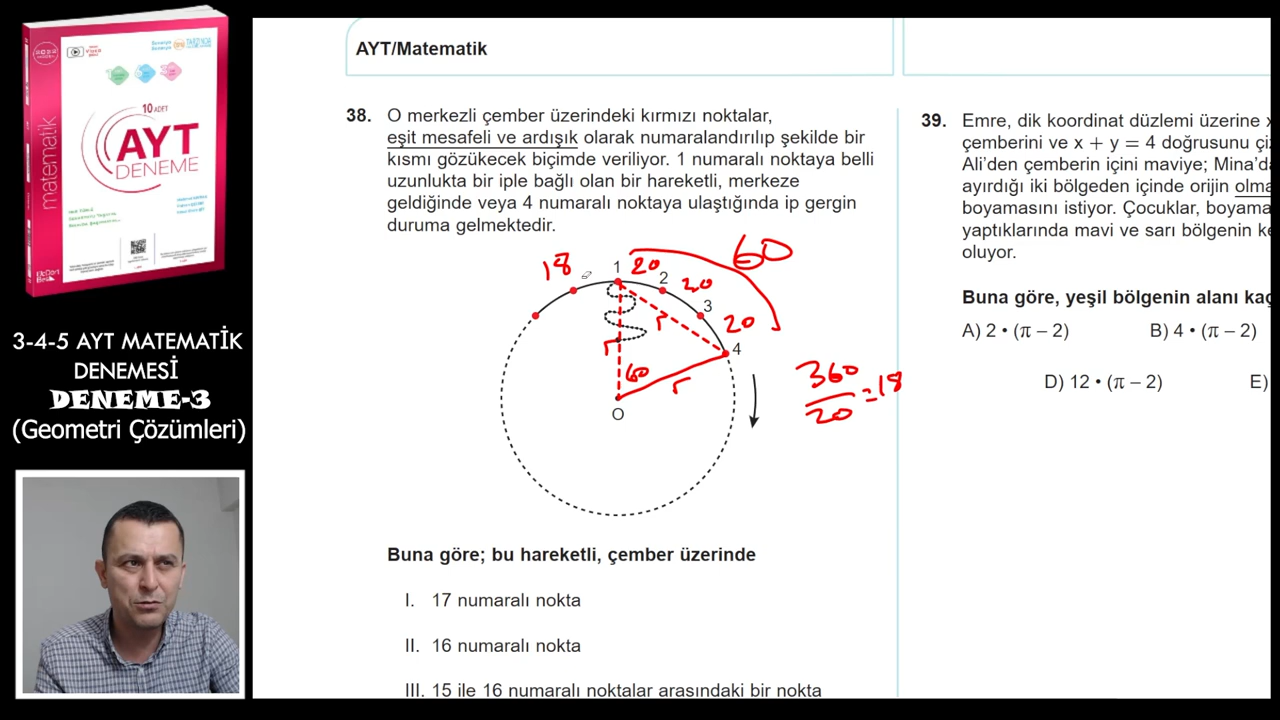 10 ADET
AYT
DENEME
matematik
3-4-5 AYT MATEMATİK
DENEMESİ
DENEME-3
(Geometri Çözümleri)
AYT/Matematik
38. O merkezli çember üzerindeki kırmızı noktalar,
eşit mesafeli ve ardışık olarak numaralandırılıp şekilde bir
kısmı gözükecek biçimde veriliyor. 1 numaralı noktaya belli
uzunlukta bir iple bağlı olan bir hareketli, merkeze
geldiğinde veya 4 numaralı noktaya ulaştığında ip gergin
duruma gelmektedir.
18 1 20 60
2 20
3
20
4
r
r
60
r
O
360
20
=18
Buna göre; bu hareketli, çember üzerinde
I. 17 numaralı nokta
II. 16 numaralı nokta
III. 15 ile 16 numaralı noktalar arasındaki bir nokta
39. Emre, dik koordinat düzlemi üzerine
çemberini ve x + y = 4 doğrusunu
Ali'den çemberin içini maviye;
ayırdığı iki bölgeden içinde orijin
boyamasını istiyor. Çocuklar,
yaptıklarında mavi ve sarı bölgenin
oluyor.
Buna göre, yeşil bölgenin alanı
A) 2 • (π − 2) B) 4 • (π − 2)
D) 12 • (π − 2) E)